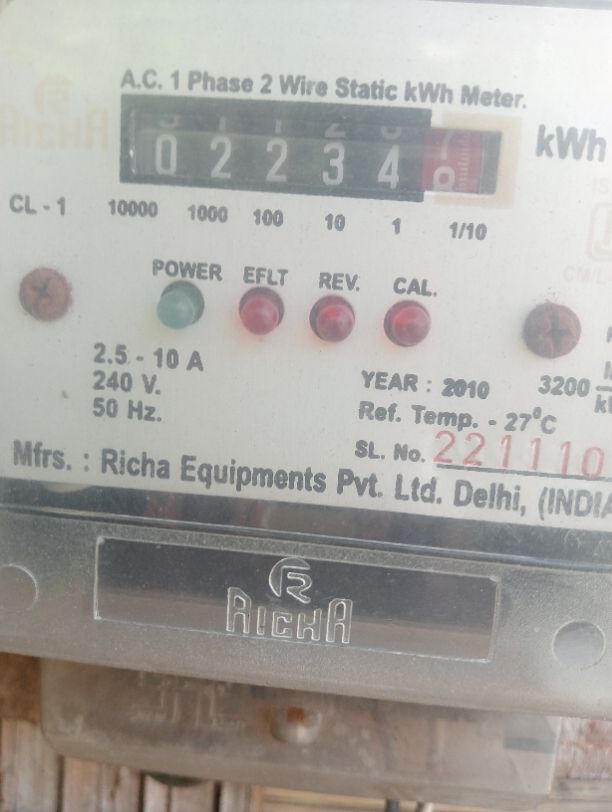 A.C. 1 Phase 2 Wire Static kWh Meter.
0 2 2 3 4 8 kWh
CL - 1 10000 1000 100 10 1 1/10
POWER EFLT REV. CAL.
2.5 - 10 A
240 V.
50 Hz.
YEAR : 2010 3200
Ref. Temp. - 27°C
SL. No. 221110
Mfrs. : Richa Equipments Pvt. Ltd. Delhi, (INDIA
RICHA